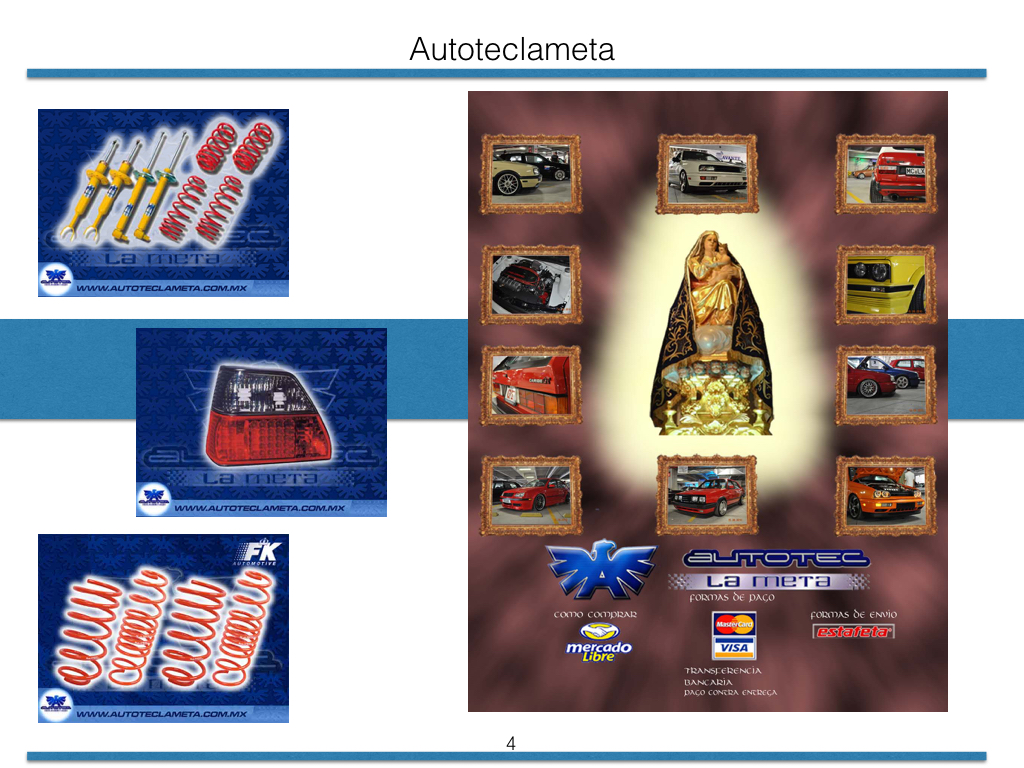 Autoteclameta
La meta
WWW.AUTOTECLAMETA.COM.MX
La meta
WWW.AUTOTECLAMETA.COM.MX
FK
AUTOMOTIVE
WWW.AUTOTECLAMETA.COM.MX
AUTOTEC
La meta
FORMAS DE PAGO
COMO COMPRAR
FORMAS DE ENVIO
MasterCard
VISA
mercado
Libre
estafeta
TRANSFERENCIA
BANCARIA
PAGO CONTRA ENTREGA
4